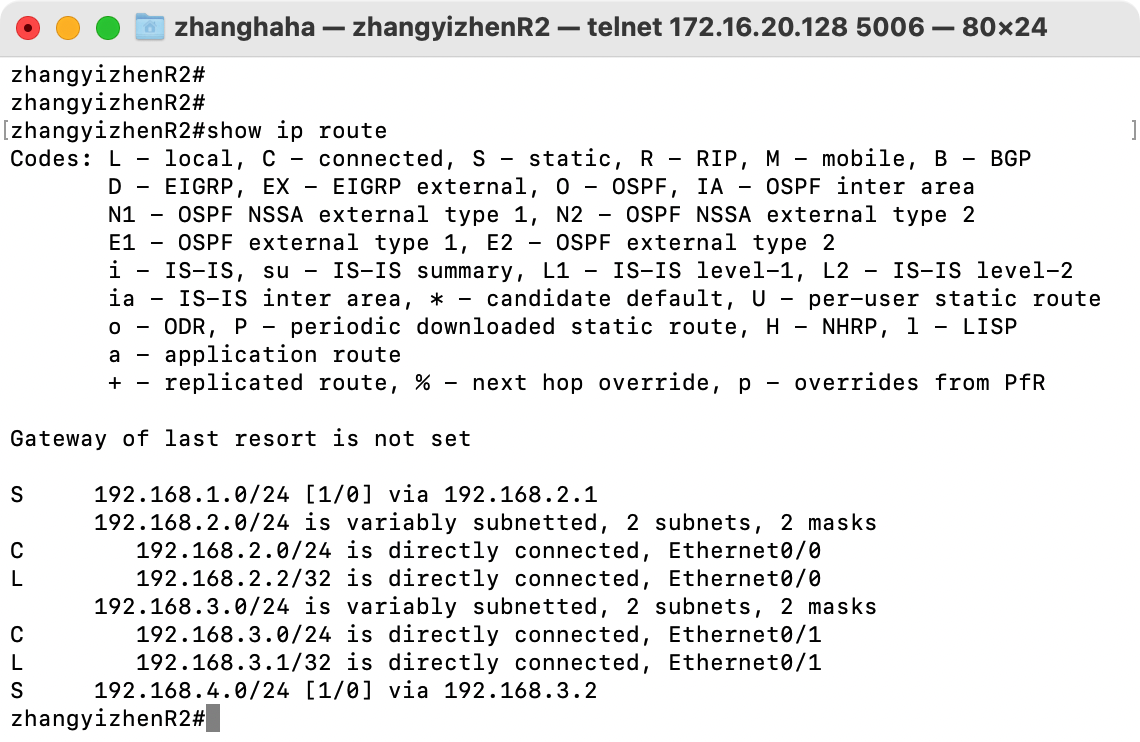 zhanghaha — zhangyizhenR2 — telnet 172.16.20.128 5006 — 80×24
zhangyizhenR2#
zhangyizhenR2#
[zhangyizhenR2#show ip route ]
Codes: L - local, C - connected, S - static, R - RIP, M - mobile, B - BGP
       D - EIGRP, EX - EIGRP external, O - OSPF, IA - OSPF inter area
       N1 - OSPF NSSA external type 1, N2 - OSPF NSSA external type 2
       E1 - OSPF external type 1, E2 - OSPF external type 2
       i - IS-IS, su - IS-IS summary, L1 - IS-IS level-1, L2 - IS-IS level-2
       ia - IS-IS inter area, * - candidate default, U - per-user static route
       o - ODR, P - periodic downloaded static route, H - NHRP, l - LISP
       a - application route
       + - replicated route, % - next hop override, p - overrides from PfR
Gateway of last resort is not set
S     192.168.1.0/24 [1/0] via 192.168.2.1
      192.168.2.0/24 is variably subnetted, 2 subnets, 2 masks
C        192.168.2.0/24 is directly connected, Ethernet0/0
L        192.168.2.2/32 is directly connected, Ethernet0/0
      192.168.3.0/24 is variably subnetted, 2 subnets, 2 masks
C        192.168.3.0/24 is directly connected, Ethernet0/1
L        192.168.3.1/32 is directly connected, Ethernet0/1
S     192.168.4.0/24 [1/0] via 192.168.3.2
zhangyizhenR2#